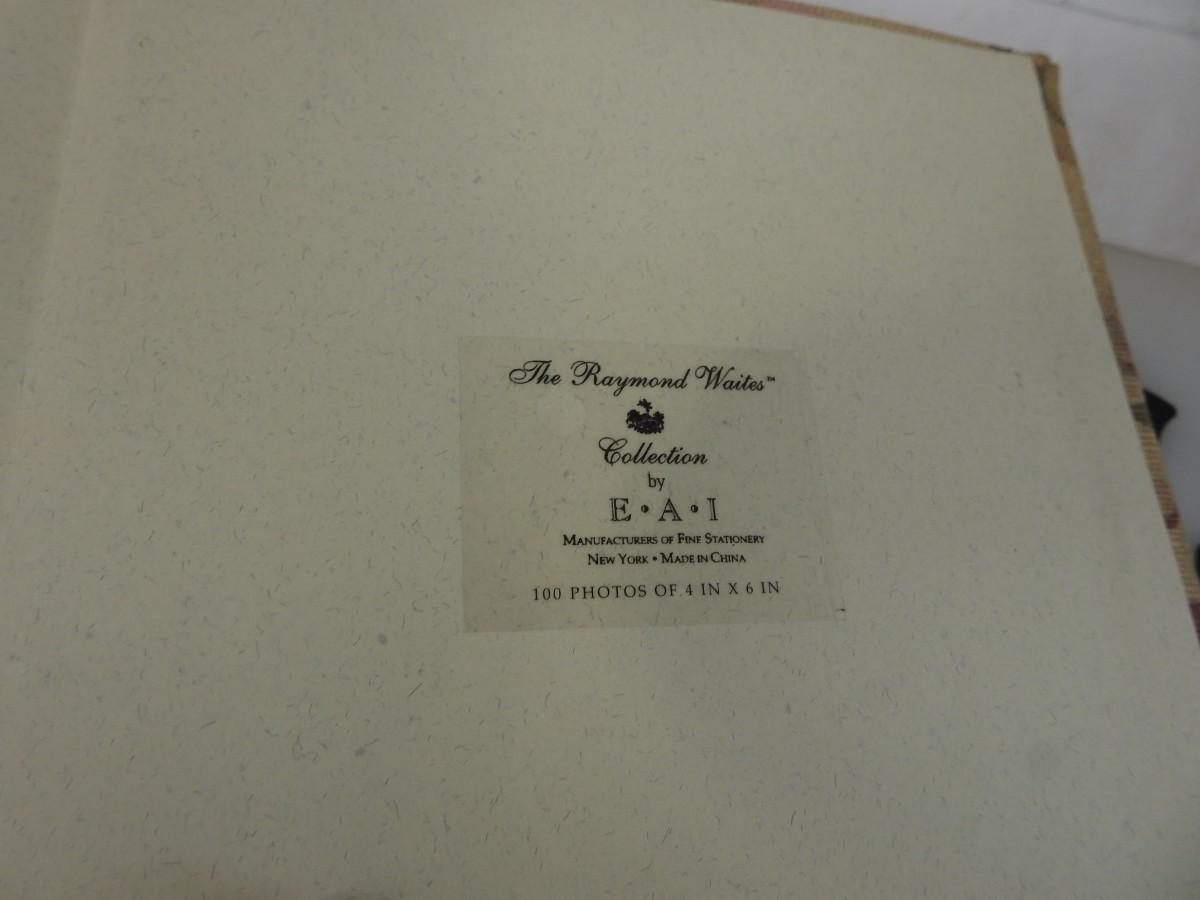 The Raymond Waites™
Collection
by
E•A•I
Manufacturers of Fine Stationery
New York • Made in China
100 PHOTOS OF 4 IN X 6 IN